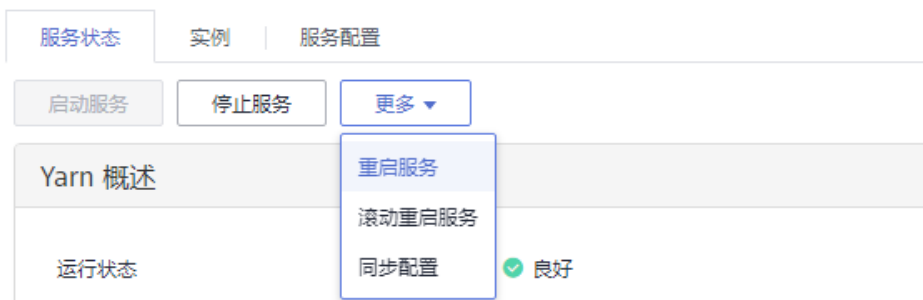 服务状态 实例 服务配置
启动服务 停止服务 更多
重启服务
Yarn 概述
滚动重启服务
同步配置
运行状态 良好